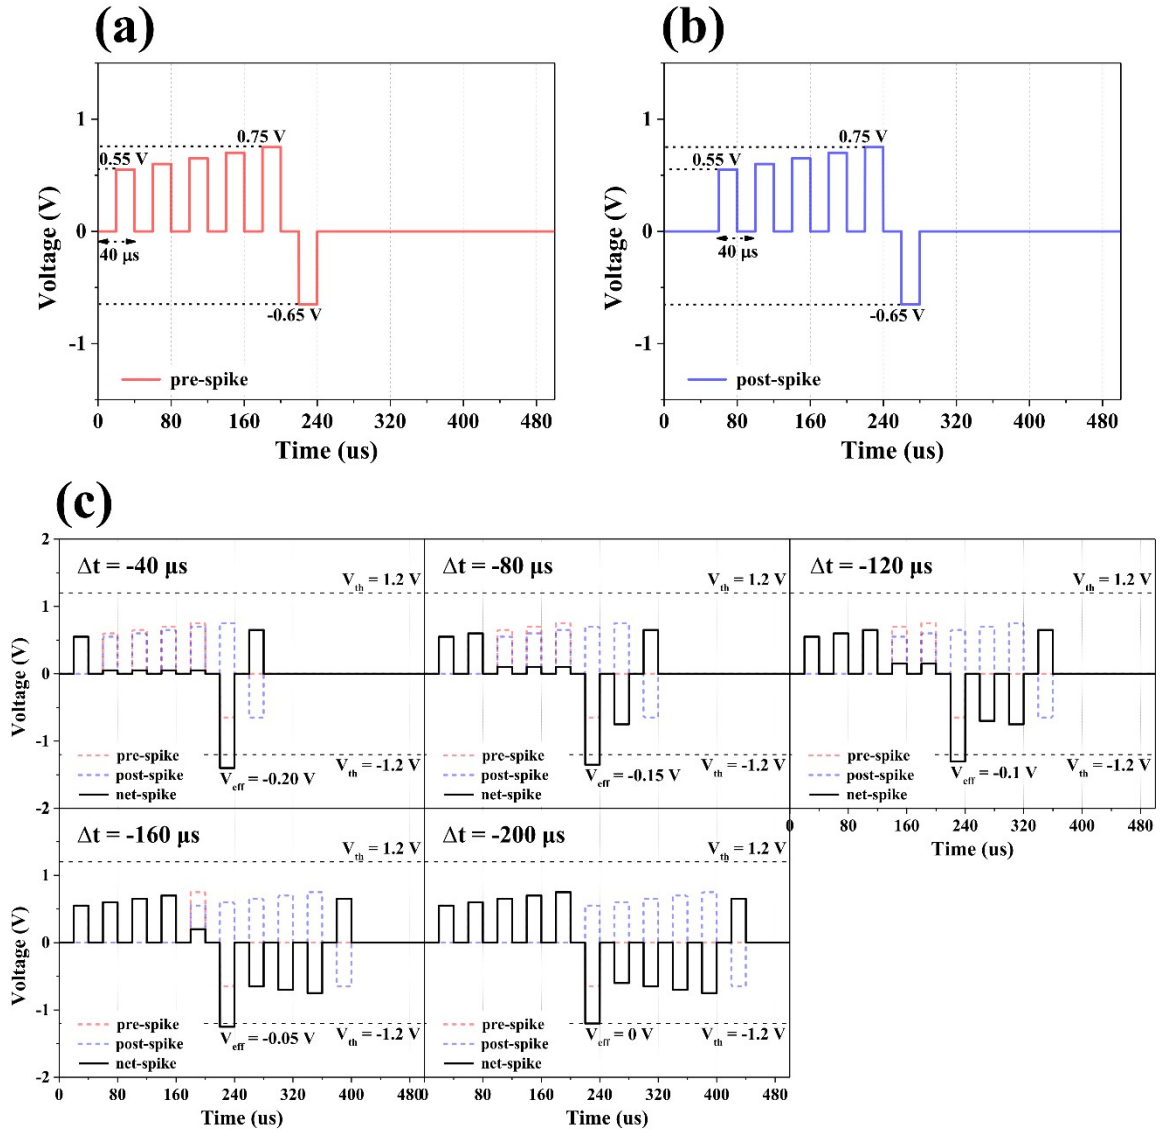 (a)
(b)
1
0
-1
Voltage (V)
0.75 V
0.55 V
40 μs
-0.65 V
pre-spike
0 80 160 240 320 400 480
Time (us)
1
0
-1
Voltage (V)
0.75 V
0.55 V
40 μs
-0.65 V
post-spike
0 80 160 240 320 400 480
Time (us)
(c)
2
1
0
-1
-2
Voltage (V)
Δt = -40 μs
Vth = 1.2 V
pre-spike
post-spike
net-spike
Vth = -1.2 V
Veff = -0.20 V
Δt = -80 μs
Vth = 1.2 V
pre-spike
post-spike
net-spike
Vth = -1.2 V
Veff = -0.15 V
Δt = -120 μs
Vth = 1.2 V
pre-spike
post-spike
net-spike
Vth = -1.2 V
Veff = -0.1 V
0 80 160 240 320 400 480
Time (us)
1
0
-1
-2
Voltage (V)
Δt = -160 μs
Vth = 1.2 V
pre-spike
post-spike
net-spike
Vth = -1.2 V
Veff = -0.05 V
0 80 160 240 320 400 480
Time (us)
Δt = -200 μs
Vth = 1.2 V
pre-spike
post-spike
net-spike
Vth = -1.2 V
Veff = 0 V
0 80 160 240 320 400 480
Time (us)